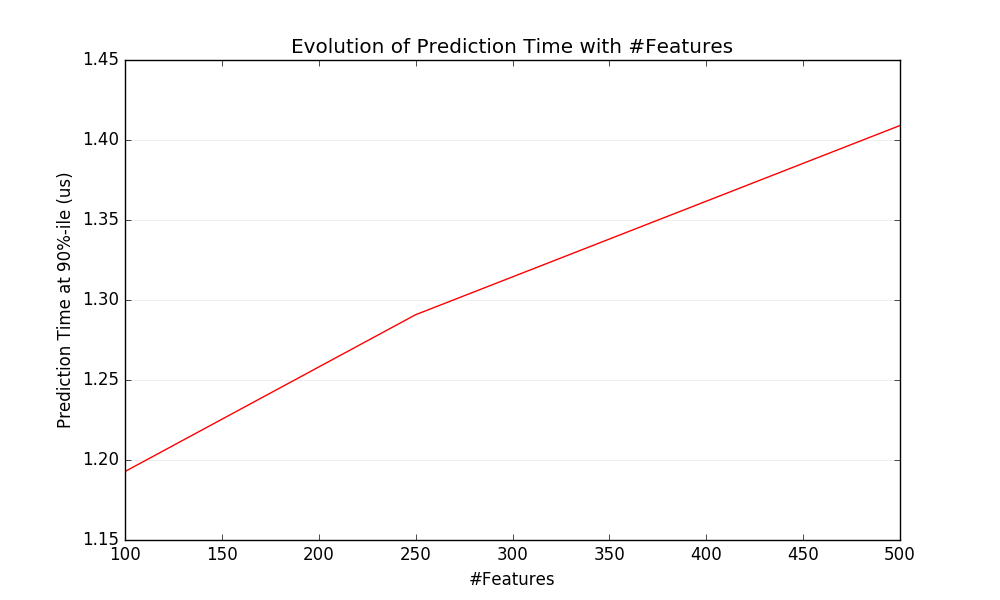 Evolution of Prediction Time with #Features
1.45
1.40
1.35
1.30
1.25
1.20
1.15
Prediction Time at 90%-ile (us)
100 150 200 250 300 350 400 450 500
#Features